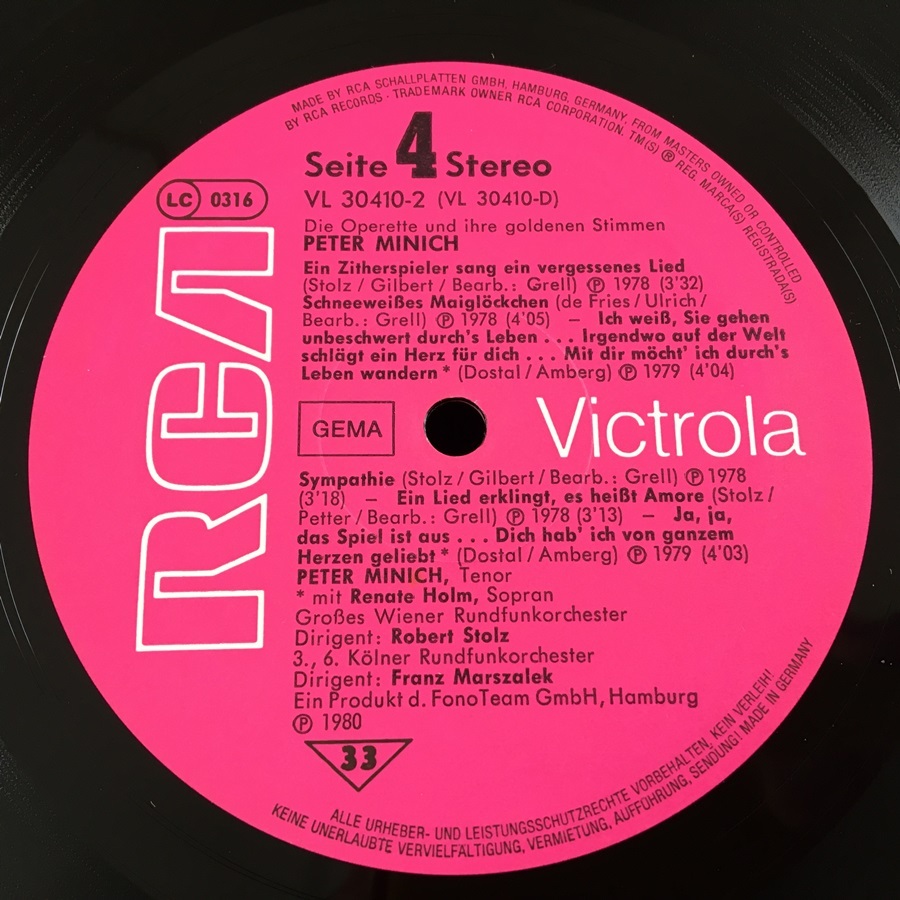 MADE BY RCA SCHALLPLATTEN GMBH, HAMBURG, GERMANY, FROM MASTERS OWNED OR CONTROLLED
BY RCA RECORDS · TRADEMARK OWNER RCA CORPORATION. TM(S) ® REG. MARCA(S) REGISTRADA(S)
Seite 4 Stereo
LC 0316
VL 30410-2 (VL 30410-D)
Die Operette und ihre goldenen Stimmen
PETER MINICH
Ein Zitherspieler sang ein vergessenes Lied
(Stolz / Gilbert / Bearb.: Grell) ℗ 1978 (3'32)
Schneeweißes Maiglöckchen (de Fries / Ulrich /
Bearb.: Grell) ℗ 1978 (4'05) – Ich weiß, Sie gehen
unbeschwert durch's Leben . . . Irgendwo auf der Welt
schlägt ein Herz für dich . . . Mit dir möcht' ich durch's
Leben wandern * (Dostal / Amberg) ℗ 1979 (4'04)
RCA
GEMA
Victrola
Sympathie (Stolz / Gilbert / Bearb.: Grell) ℗ 1978
(3'18) – Ein Lied erklingt, es heißt Amore (Stolz /
Petter / Bearb.: Grell) ℗ 1978 (3'13) – Ja, ja,
das Spiel ist aus . . . Dich hab' ich von ganzem
Herzen geliebt * (Dostal / Amberg) ℗ 1979 (4'03)
PETER MINICH, Tenor
* mit Renate Holm, Sopran
Großes Wiener Rundfunkorchester
Dirigent: Robert Stolz
3., 6. Kölner Rundfunkorchester
Dirigent: Franz Marszalek
Ein Produkt d. FonoTeam GmbH, Hamburg
℗ 1980
33
ALLE URHEBER- UND LEISTUNGSSCHUTZRECHTE VORBEHALTEN, KEIN VERLEIH!
KEINE UNERLAUBTE VERVIELFÄLTIGUNG, VERMIETUNG, AUFFÜHRUNG, SENDUNG! MADE IN GERMANY